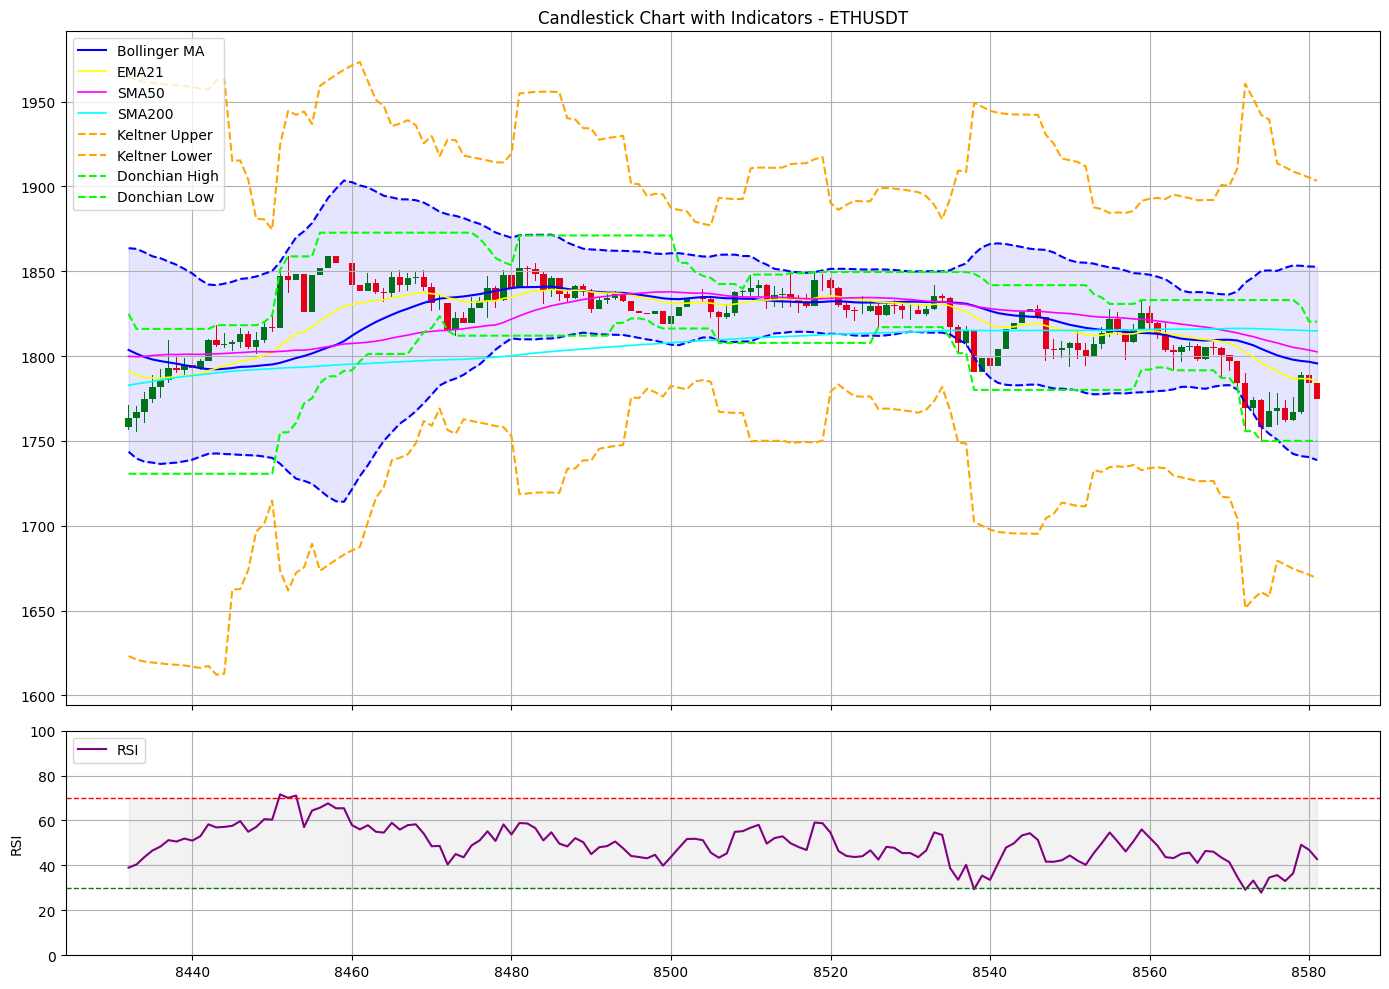 Candlestick Chart with Indicators - ETHUSDT
Bollinger MA
EMA21
SMA50
SMA200
Keltner Upper
Keltner Lower
Donchian High
Donchian Low
1950
1900
1850
1800
1750
1700
1650
1600
RSI
100
80
60
40
20
0
RSI
8440
8460
8480
8500
8520
8540
8560
8580